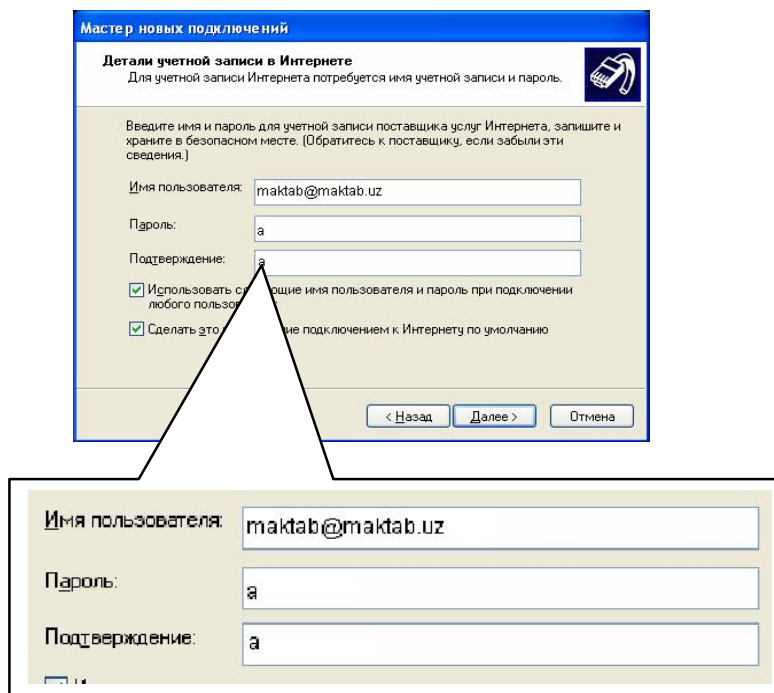 Мастер новых подключений
Детали учетной записи в Интернете
Для учетной записи Интернета потребуется имя учетной записи и пароль.
Введите имя и пароль для учетной записи поставщика услуг Интернета, запишите и
храните в безопасном месте. (Обратитесь к поставщику, если забыли эти
сведения.)
Имя пользователя: maktab@maktab.uz
Пароль: a
Подтверждение: a
Использовать с ющие имя пользователя и пароль при подключении
любого пользо
Сделать это ие подключением к Интернету по умолчанию
< Назад Далее > Отмена
Имя пользователя: maktab@maktab.uz
Пароль: a
Подтверждение: a